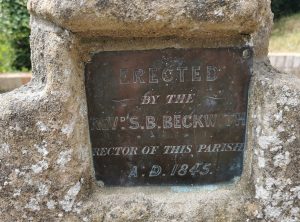 ERECTED
BY THE
REVD. S. B. BECKWITH
RECTOR OF THIS PARISH
A. D. 1845.